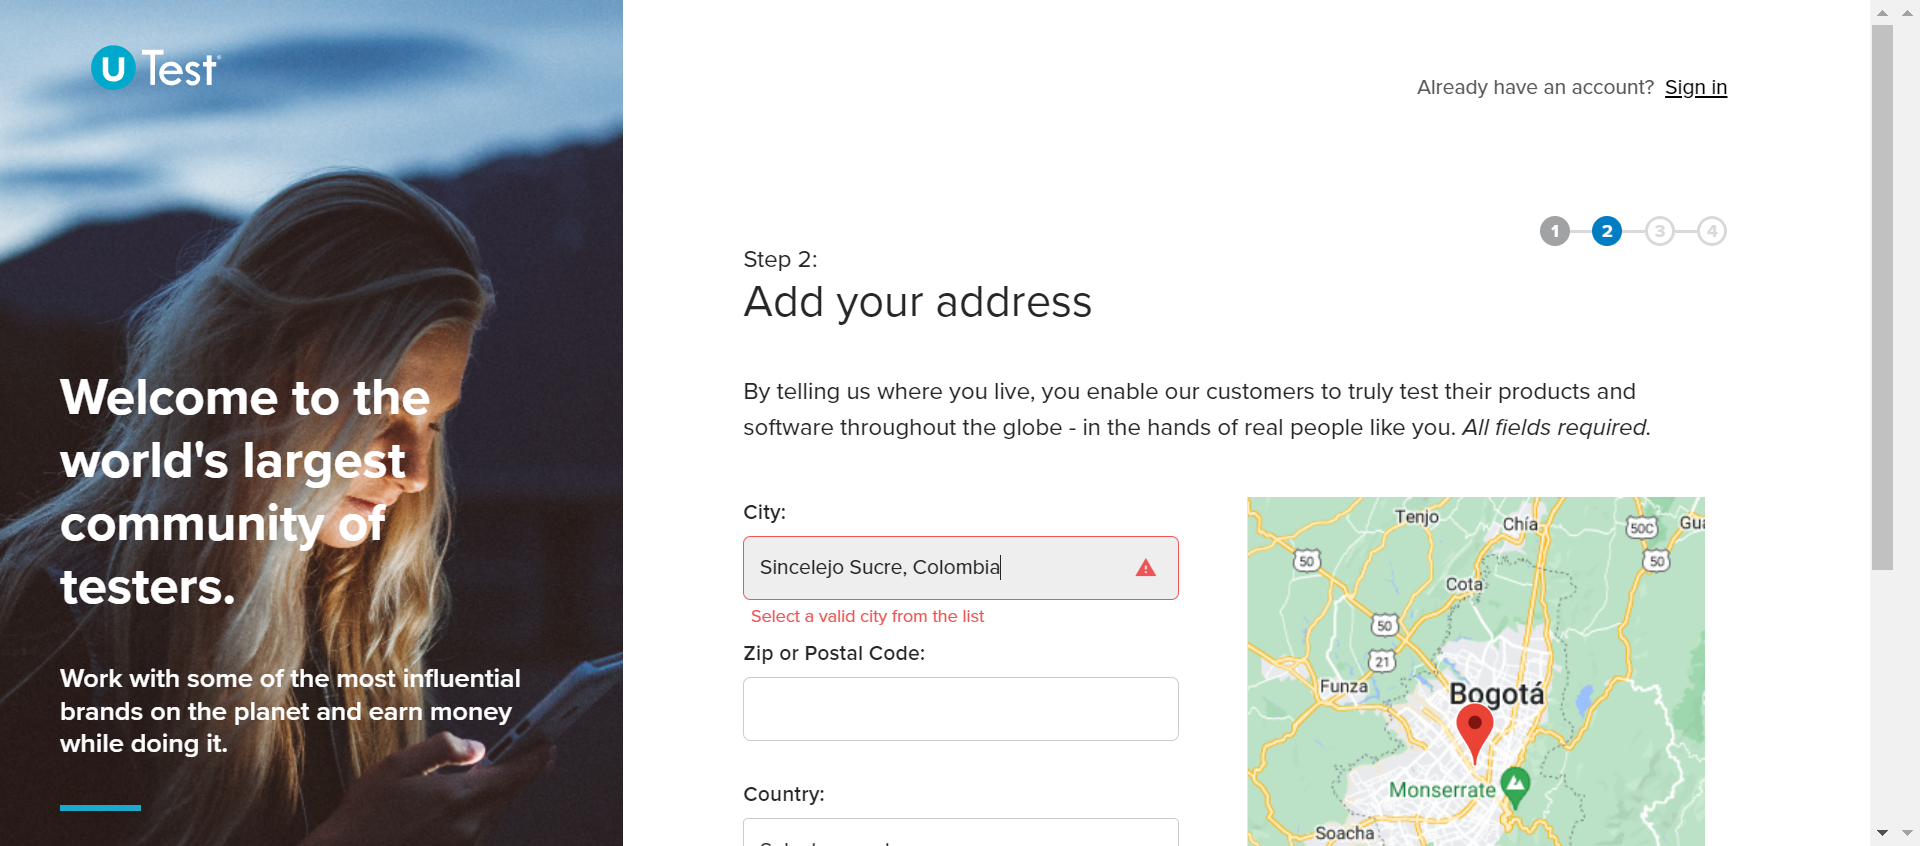 u Test
Already have an account? Sign in
1 2 3 4
Step 2:
Add your address
By telling us where you live, you enable our customers to truly test their products and
software throughout the globe - in the hands of real people like you. All fields required.
Welcome to the
world's largest
community of
testers.
Work with some of the most influential
brands on the planet and earn money
while doing it.
City:
Sincelejo Sucre, Colombia
Select a valid city from the list
Zip or Postal Code:
Country:
Tenjo
Chía
50C
Gua
50
50
Cota
50
21
Funza
Bogotá
Monserrate
Soacha